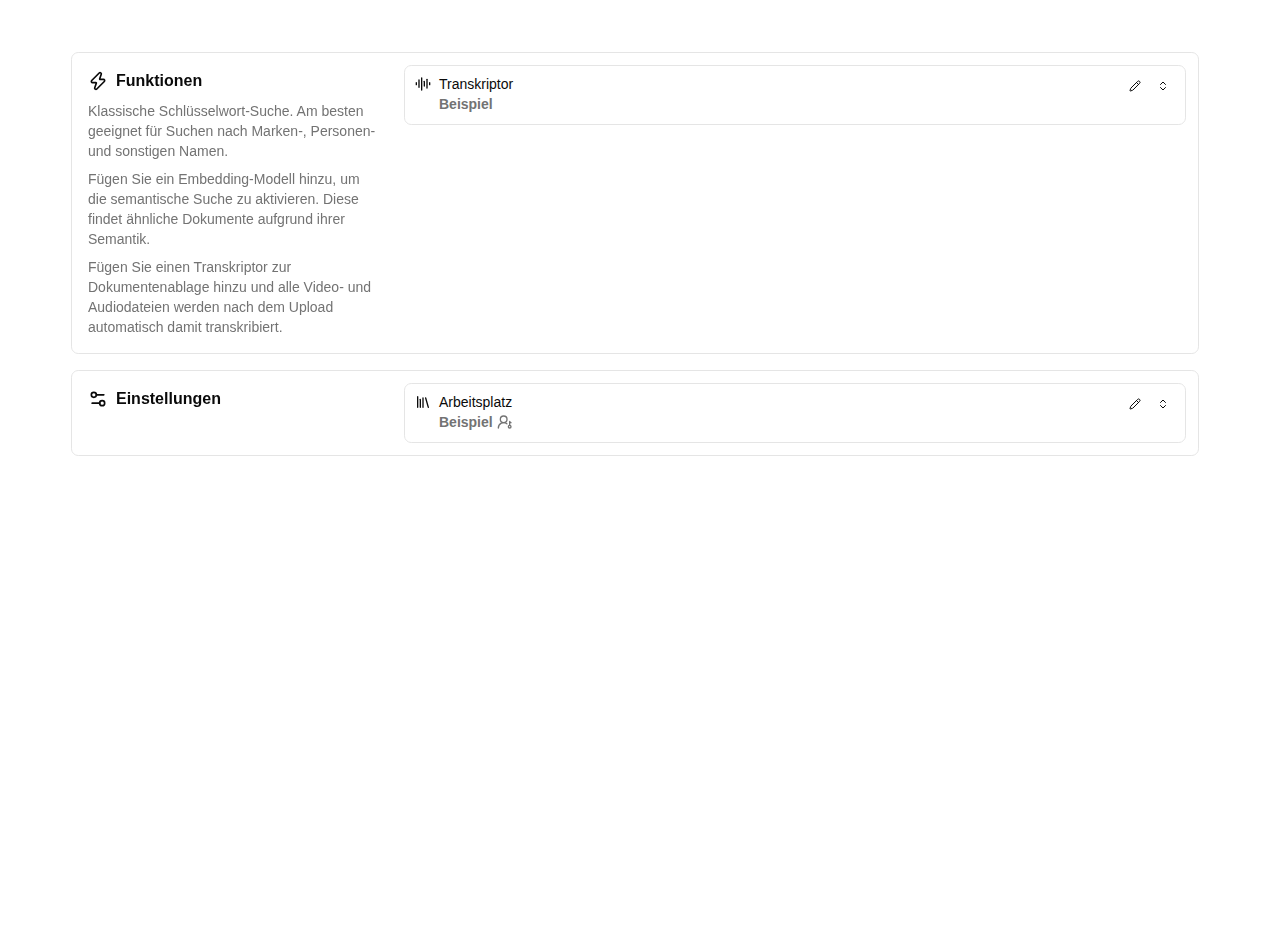 Funktionen
Klassische Schlüsselwort-Suche. Am besten
geeignet für Suchen nach Marken-, Personen-
und sonstigen Namen.
Fügen Sie ein Embedding-Modell hinzu, um
die semantische Suche zu aktivieren. Diese
findet ähnliche Dokumente aufgrund ihrer
Semantik.
Fügen Sie einen Transkriptor zur
Dokumentenablage hinzu und alle Video- und
Audiodateien werden nach dem Upload
automatisch damit transkribiert.
Transkriptor
Beispiel
Einstellungen
Arbeitsplatz
Beispiel